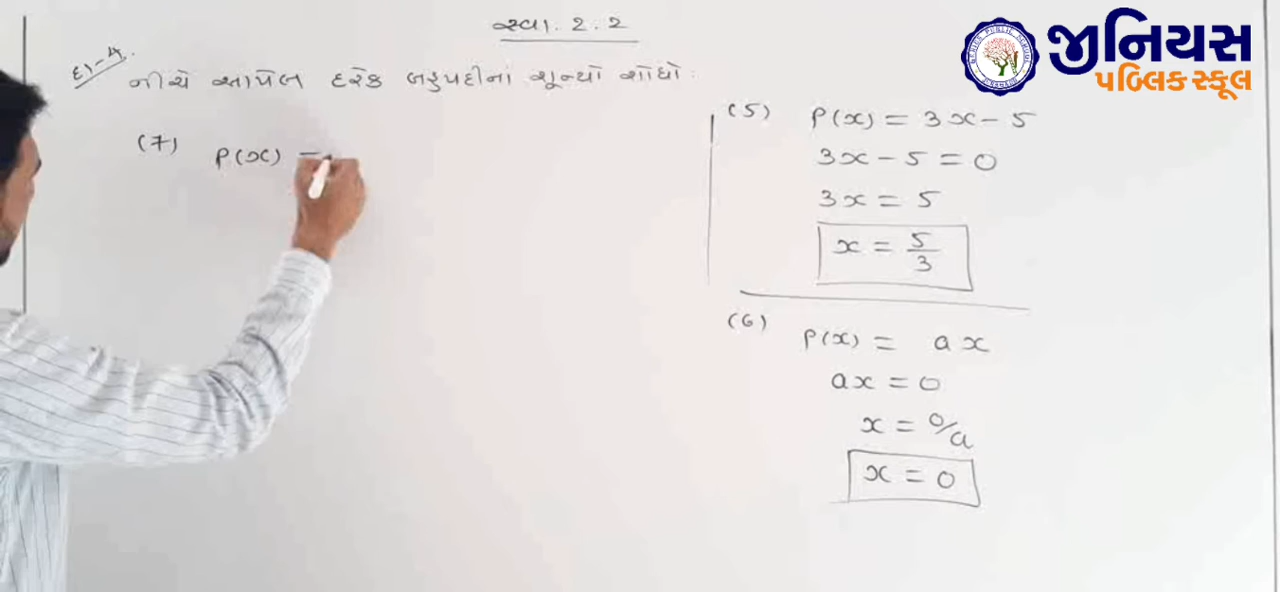 સ્વા. 2.2
દા-4.
નીચે આપેલ દરેક બહુપદીનાં શૂન્યો શોધો.
(7) P(x) =
(5) P(x) = 3x - 5
3x - 5 = 0
3x = 5
x = 5/3
(6) P(x) = ax
ax = 0
x = 0/a
x = 0
જીનિયસ
પબ્લિક સ્કૂલ